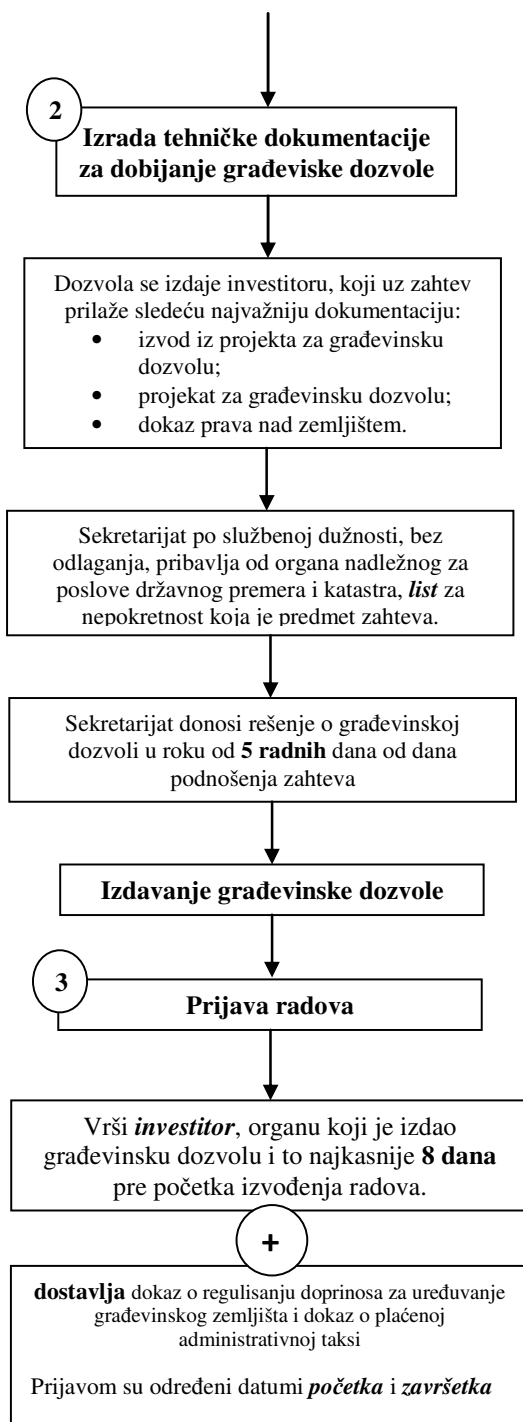 2
Izrada tehničke dokumentacije
za dobijanje građeviske dozvole
Dozvola se izdaje investitoru, koji uz zahtev
prilaže sledeću najvažniju dokumentaciju:
• izvod iz projekta za građevinsku
dozvolu;
• projekat za građevinsku dozvolu;
• dokaz prava nad zemljištem.
Sekretarijat po službenoj dužnosti, bez
odlaganja, pribavlja od organa nadležnog za
poslove državnog premera i katastra, list za
nepokretnost koja je predmet zahteva.
Sekretarijat donosi rešenje o građevinskoj
dozvoli u roku od 5 radnih dana od dana
podnošenja zahteva
Izdavanje građevinske dozvole
3
Prijava radova
Vrši investitor, organu koji je izdao
građevinsku dozvolu i to najkasnije 8 dana
pre početka izvođenja radova.
+
dostavlja dokaz o regulisanju doprinosa za uređuvanje
građevinskog zemljišta i dokaz o plaćenoj
administrativnoj taksi
Prijavom su određeni datumi početka i završetka